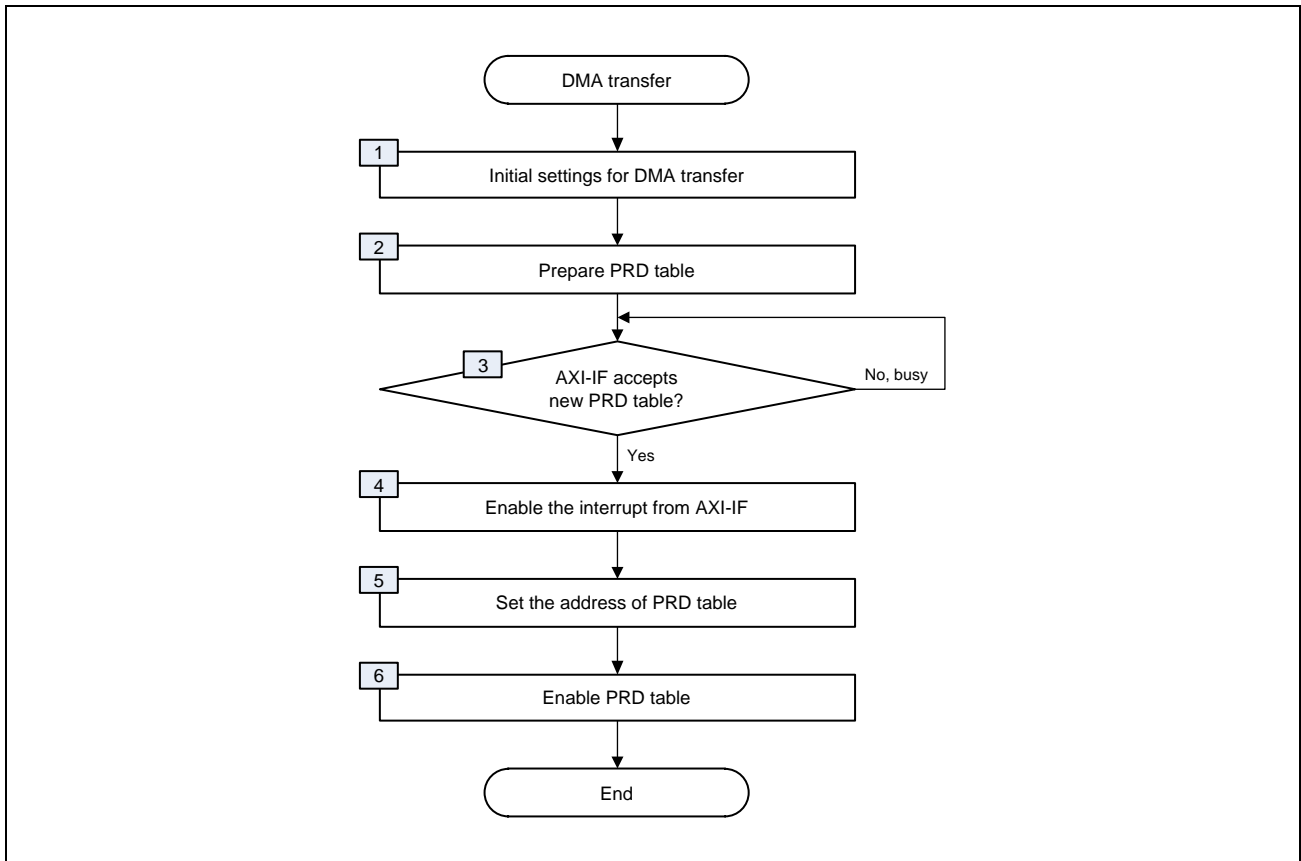 DMA transfer
1
Initial settings for DMA transfer
2
Prepare PRD table
3
AXI-IF accepts
new PRD table?
No, busy
Yes
4
Enable the interrupt from AXI-IF
5
Set the address of PRD table
6
Enable PRD table
End